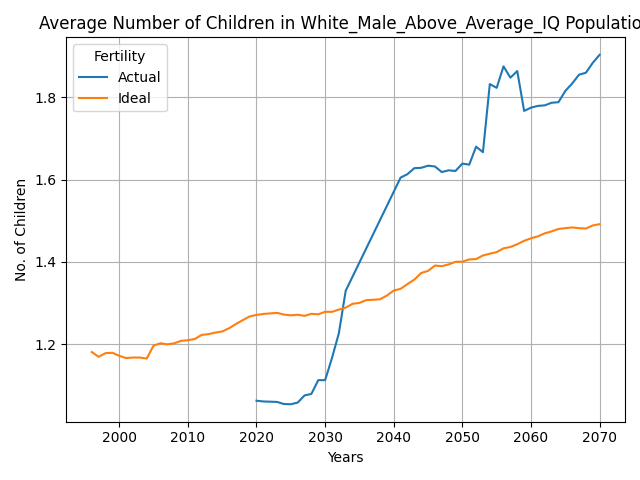 Average Number of Children in White_Male_Above_Average_IQ Populatio
Fertility
Actual
Ideal
No. of Children
1.8
1.6
1.4
1.2
2000 2010 2020 2030 2040 2050 2060 2070
Years